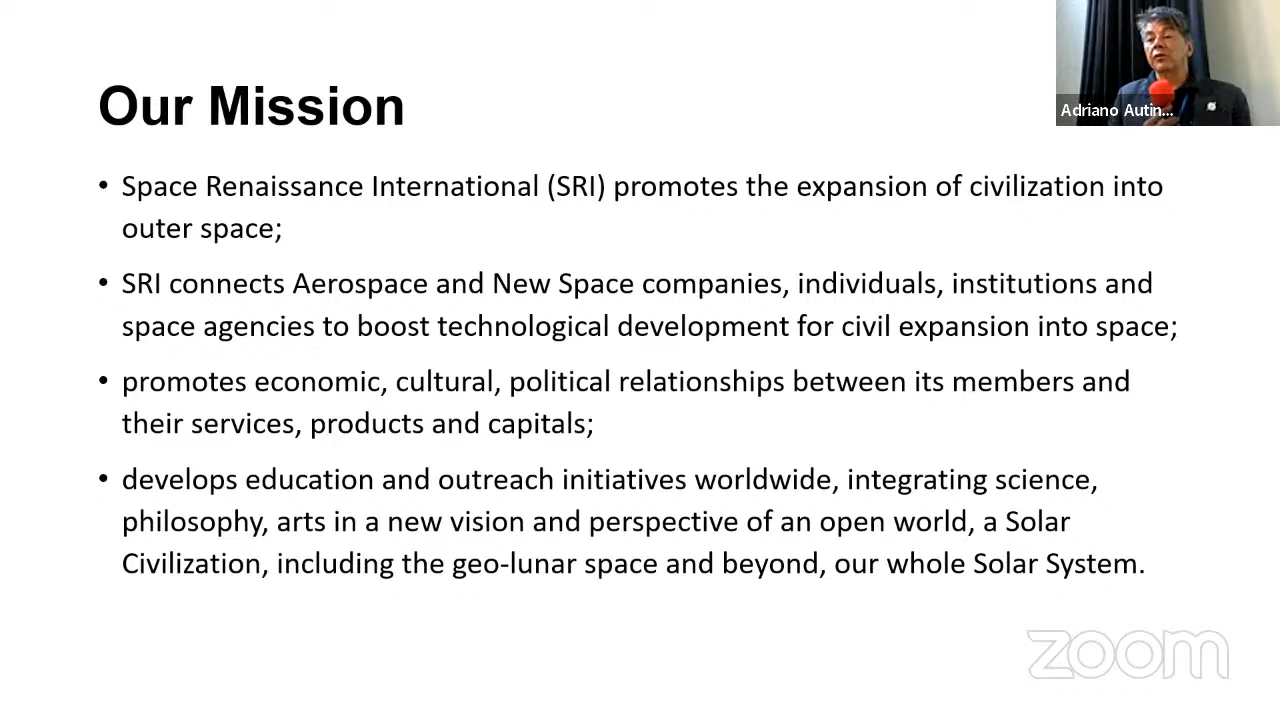 Our Mission
• Space Renaissance International (SRI) promotes the expansion of civilization into
outer space;
• SRI connects Aerospace and New Space companies, individuals, institutions and
space agencies to boost technological development for civil expansion into space;
• promotes economic, cultural, political relationships between its members and
their services, products and capitals;
• develops education and outreach initiatives worldwide, integrating science,
philosophy, arts in a new vision and perspective of an open world, a Solar
Civilization, including the geo-lunar space and beyond, our whole Solar System.
Adriano Autin...
zoom